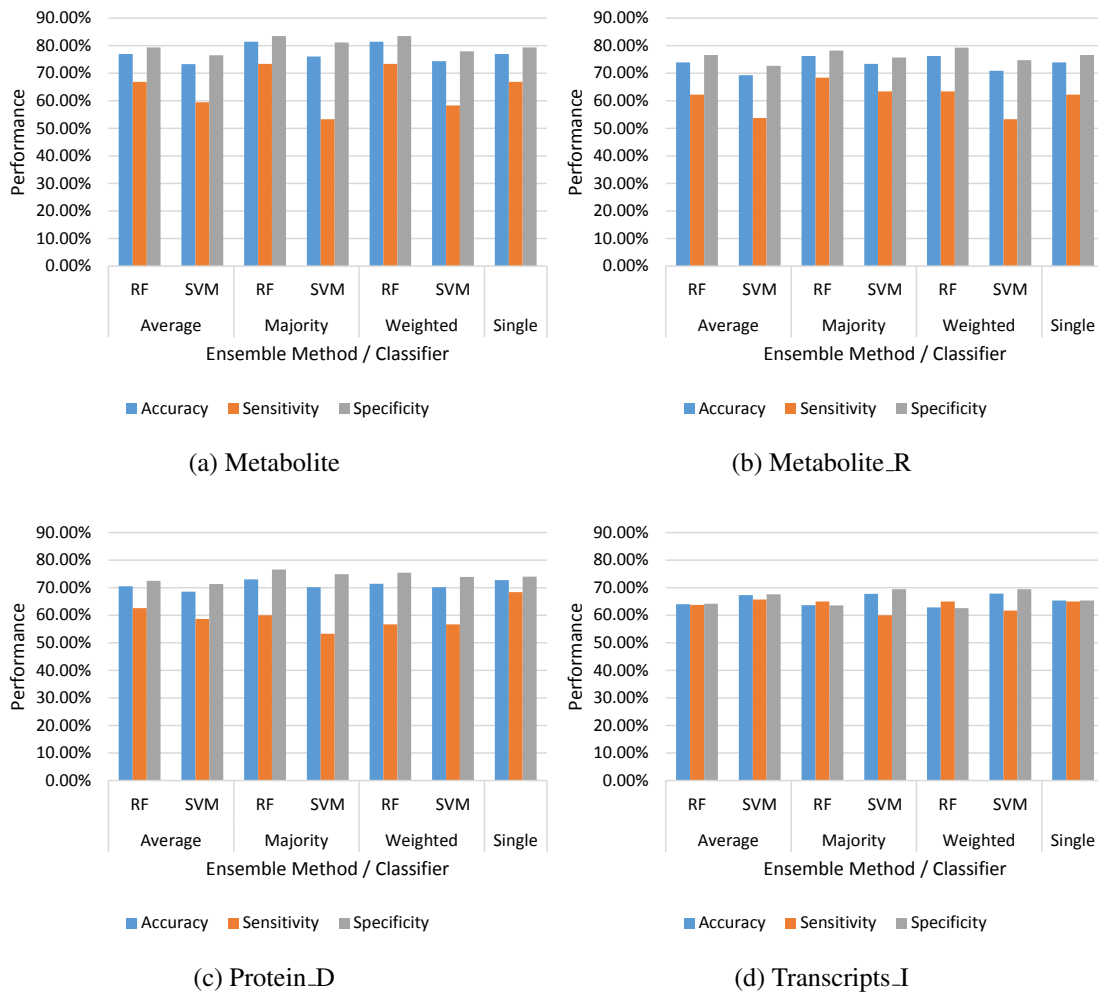 90.00%
80.00%
70.00%
60.00%
50.00%
40.00%
30.00%
20.00%
10.00%
0.00%
Performance
RF SVM RF SVM RF SVM
Average Majority Weighted Single
Ensemble Method / Classifier
Accuracy Sensitivity Specificity
(a) Metabolite
90.00%
80.00%
70.00%
60.00%
50.00%
40.00%
30.00%
20.00%
10.00%
0.00%
Performance
RF SVM RF SVM RF SVM
Average Majority Weighted Single
Ensemble Method / Classifier
Accuracy Sensitivity Specificity
(b) Metabolite_R
90.00%
80.00%
70.00%
60.00%
50.00%
40.00%
30.00%
20.00%
10.00%
0.00%
Performance
RF SVM RF SVM RF SVM
Average Majority Weighted Single
Ensemble Method / Classifier
Accuracy Sensitivity Specificity
(c) Protein_D
90.00%
80.00%
70.00%
60.00%
50.00%
40.00%
30.00%
20.00%
10.00%
0.00%
Performance
RF SVM RF SVM RF SVM
Average Majority Weighted Single
Ensemble Method / Classifier
Accuracy Sensitivity Specificity
(d) Transcripts_I